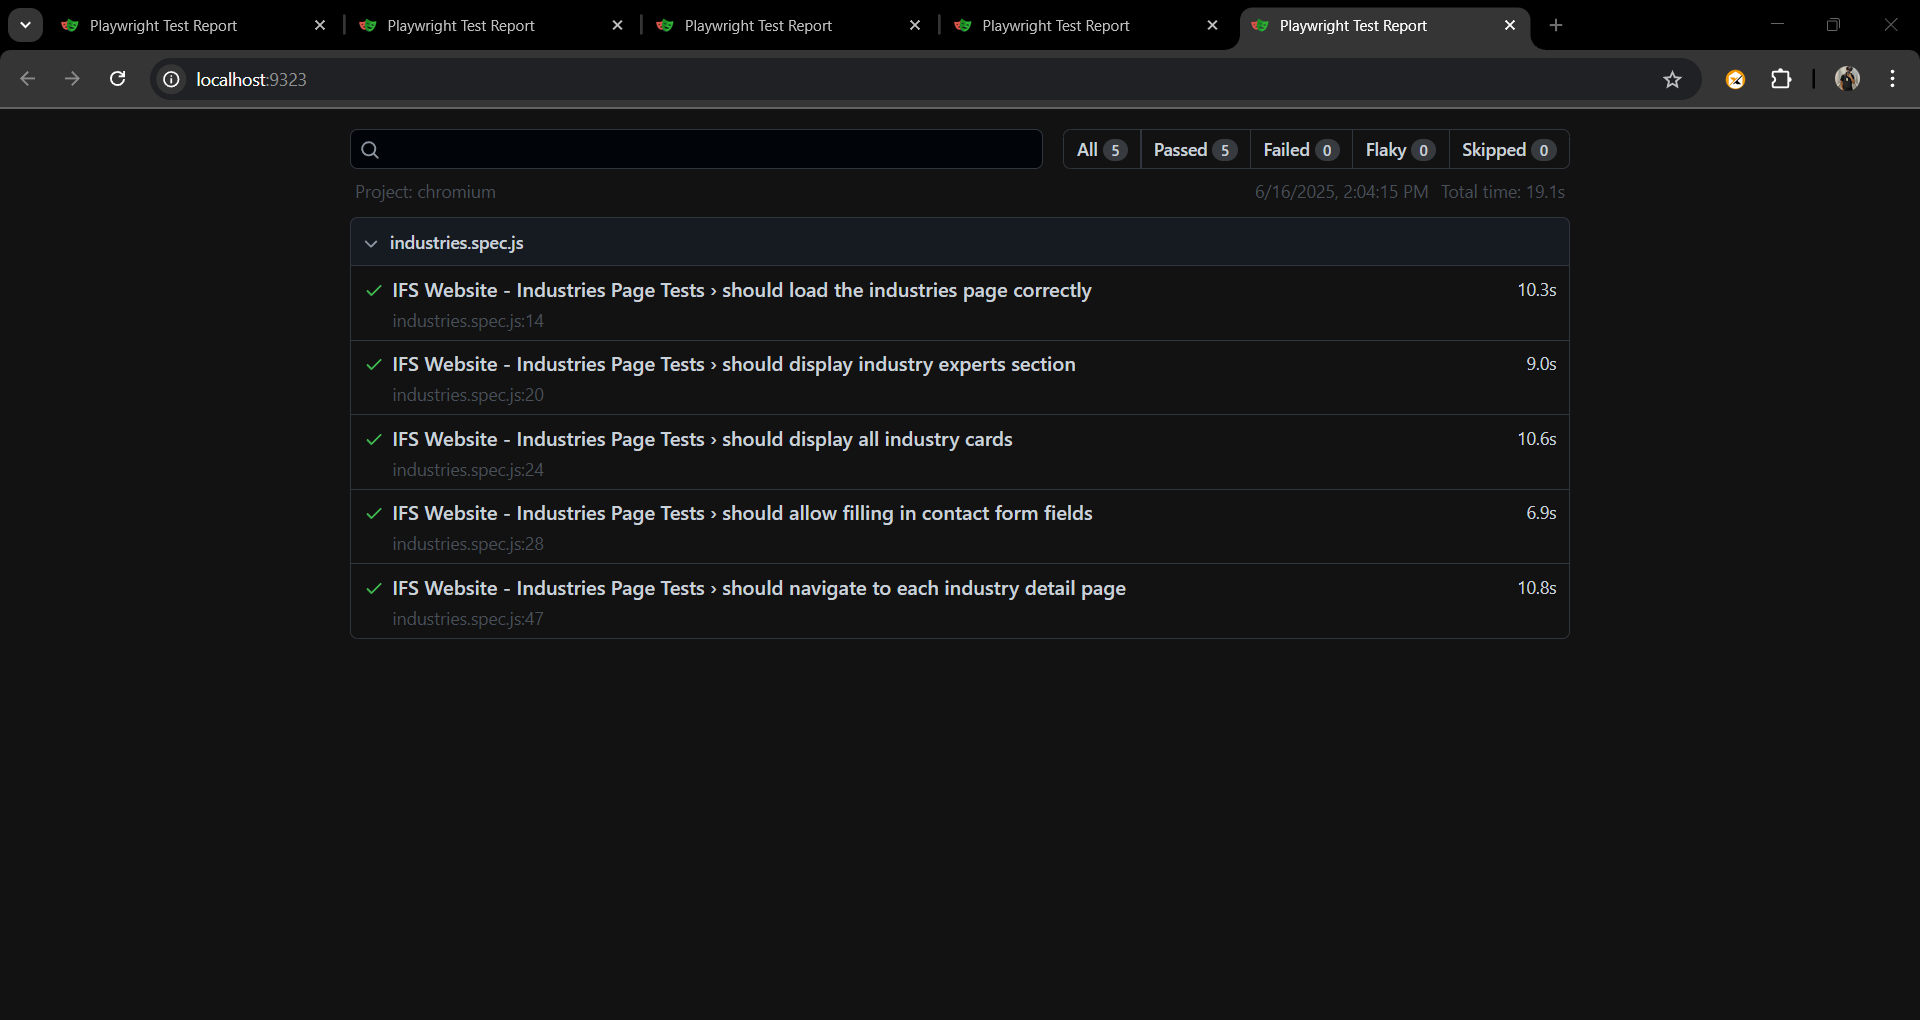 Playwright Test Report
Playwright Test Report
Playwright Test Report
Playwright Test Report
Playwright Test Report
localhost:9323
All 5 Passed 5 Failed 0 Flaky 0 Skipped 0
Project: chromium 6/16/2025, 2:04:15 PM Total time: 19.1s
industries.spec.js
IFS Website - Industries Page Tests › should load the industries page correctly 10.3s
industries.spec.js:14
IFS Website - Industries Page Tests › should display industry experts section 9.0s
industries.spec.js:20
IFS Website - Industries Page Tests › should display all industry cards 10.6s
industries.spec.js:24
IFS Website - Industries Page Tests › should allow filling in contact form fields 6.9s
industries.spec.js:28
IFS Website - Industries Page Tests › should navigate to each industry detail page 10.8s
industries.spec.js:47